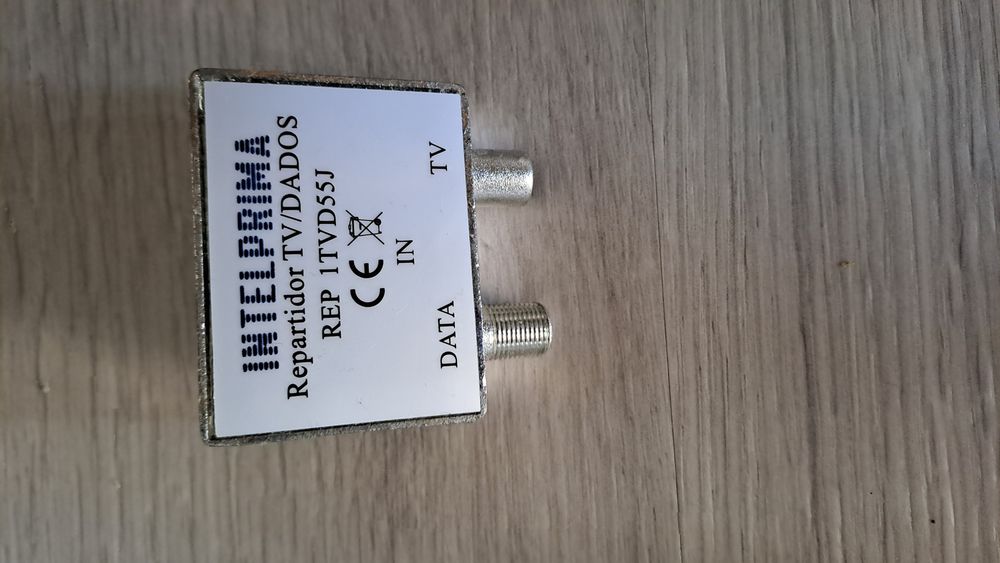 INTELPRIMA
Repartidor TV/DADOS
REP 1TVD55J
CE
IN
DATA TV